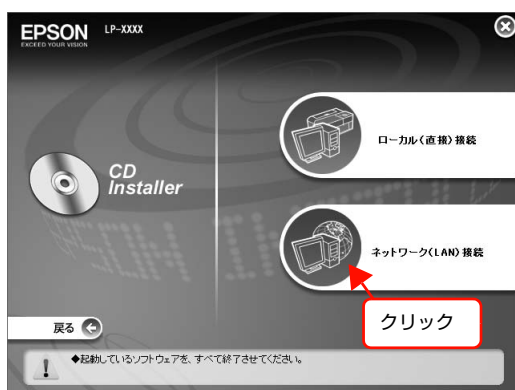 EPSON LP-XXXX
EXCEED YOUR VISION
ローカル(直接)接続
CD
Installer
ネットワーク(LAN)接続
クリック
戻る
! ◆起動しているソフトウェアを、すべて終了させてください。